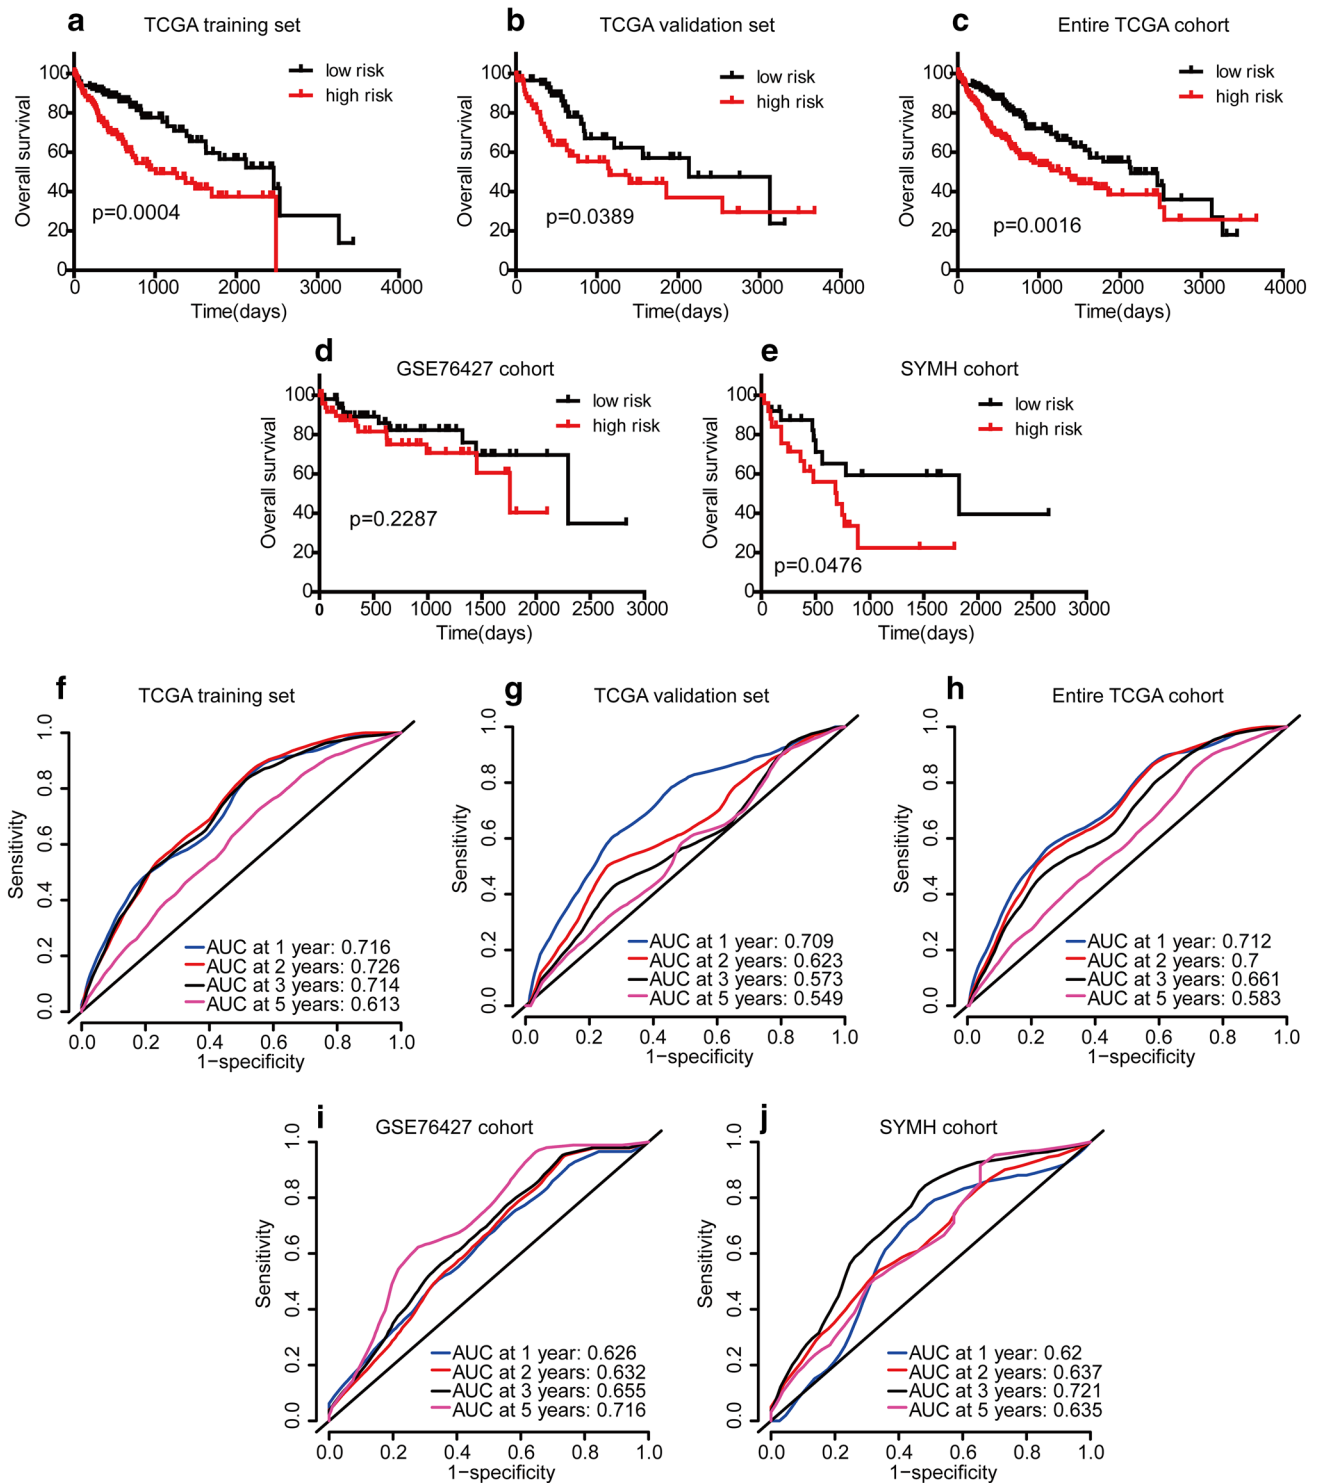 a
TCGA training set
100
80
60
40
20
0
Overall survival
low risk
high risk
p=0.0004
0 1000 2000 3000 4000
Time(days)
b
TCGA validation set
100
80
60
40
20
0
Overall survival
low risk
high risk
p=0.0389
0 1000 2000 3000 4000
Time(days)
c
Entire TCGA cohort
100
80
60
40
20
0
Overall survival
low risk
high risk
p=0.0016
0 1000 2000 3000 4000
Time(days)
d
GSE76427 cohort
100
80
60
40
20
0
Overall survival
low risk
high risk
p=0.2287
0 500 1000 1500 2000 2500 3000
Time(days)
e
SYMH cohort
100
80
60
40
20
0
Overall survival
low risk
high risk
p=0.0476
0 500 1000 1500 2000 2500 3000
Time(days)
f
TCGA training set
1.0
0.8
0.6
0.4
0.2
0.0
Sensitivity
AUC at 1 year: 0.716
AUC at 2 years: 0.726
AUC at 3 years: 0.714
AUC at 5 years: 0.613
0.0 0.2 0.4 0.6 0.8 1.0
1−specificity
g
TCGA validation set
1.0
0.8
0.6
0.4
0.2
0.0
Sensitivity
AUC at 1 year: 0.709
AUC at 2 years: 0.623
AUC at 3 years: 0.573
AUC at 5 years: 0.549
0.0 0.2 0.4 0.6 0.8 1.0
1−specificity
h
Entire TCGA cohort
1.0
0.8
0.6
0.4
0.2
0.0
Sensitivity
AUC at 1 year: 0.712
AUC at 2 years: 0.7
AUC at 3 years: 0.661
AUC at 5 years: 0.583
0.0 0.2 0.4 0.6 0.8 1.0
1−specificity
i
GSE76427 cohort
1.0
0.8
0.6
0.4
0.2
0.0
Sensitivity
AUC at 1 year: 0.626
AUC at 2 years: 0.632
AUC at 3 years: 0.655
AUC at 5 years: 0.716
0.0 0.2 0.4 0.6 0.8 1.0
1−specificity
j
SYMH cohort
1.0
0.8
0.6
0.4
0.2
0.0
Sensitivity
AUC at 1 year: 0.62
AUC at 2 years: 0.637
AUC at 3 years: 0.721
AUC at 5 years: 0.635
0.0 0.2 0.4 0.6 0.8 1.0
1−specificity